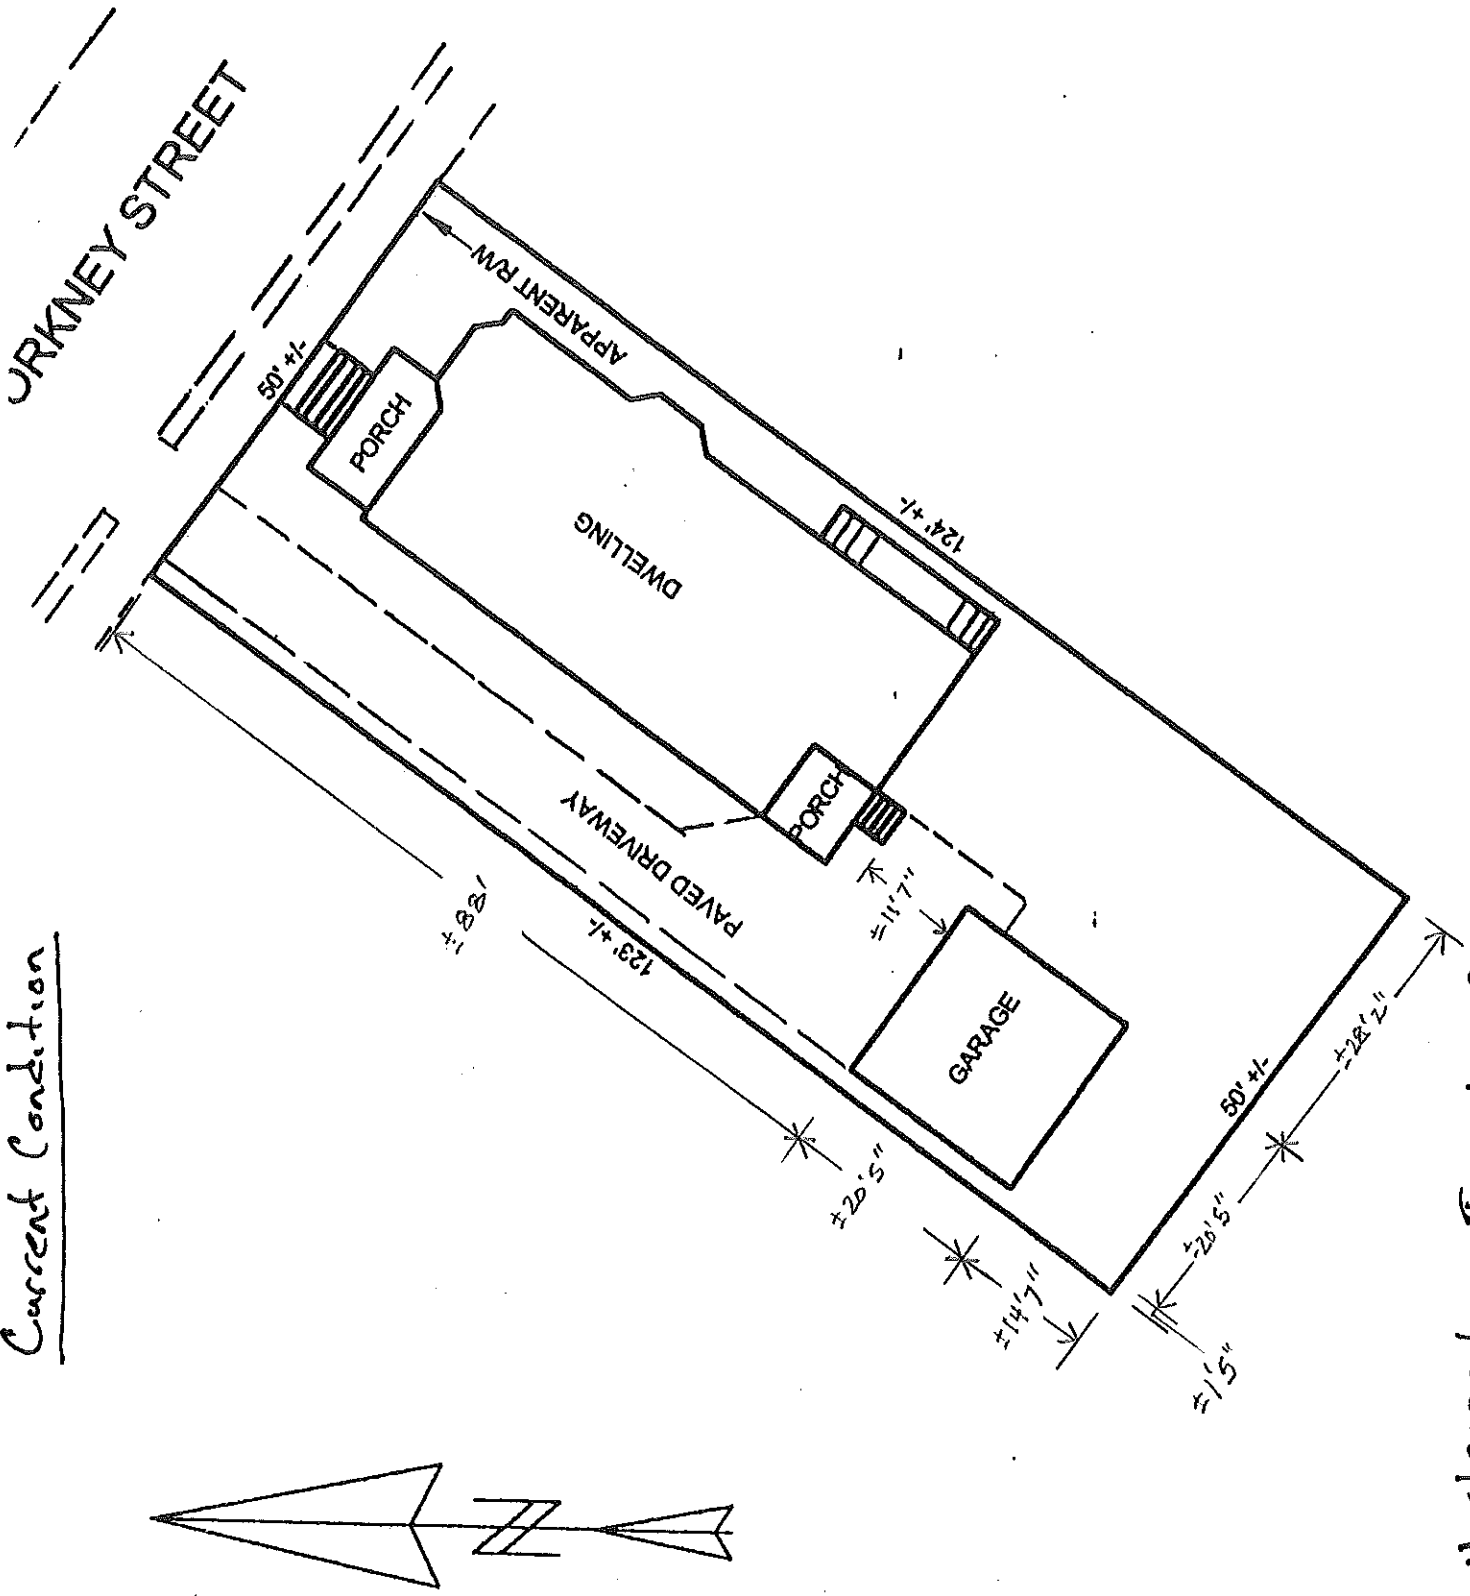 Current Condition
ORKNEY STREET
50' +/-
APPARENT R/W
PORCH
DWELLING
124' +/-
PORCH
PAVED DRIVEWAY
±88'
123' +/-
±11'7"
GARAGE
±20'5"
±14'7"
50' +/-
±28'2"
±20'5"
±1'5"
N